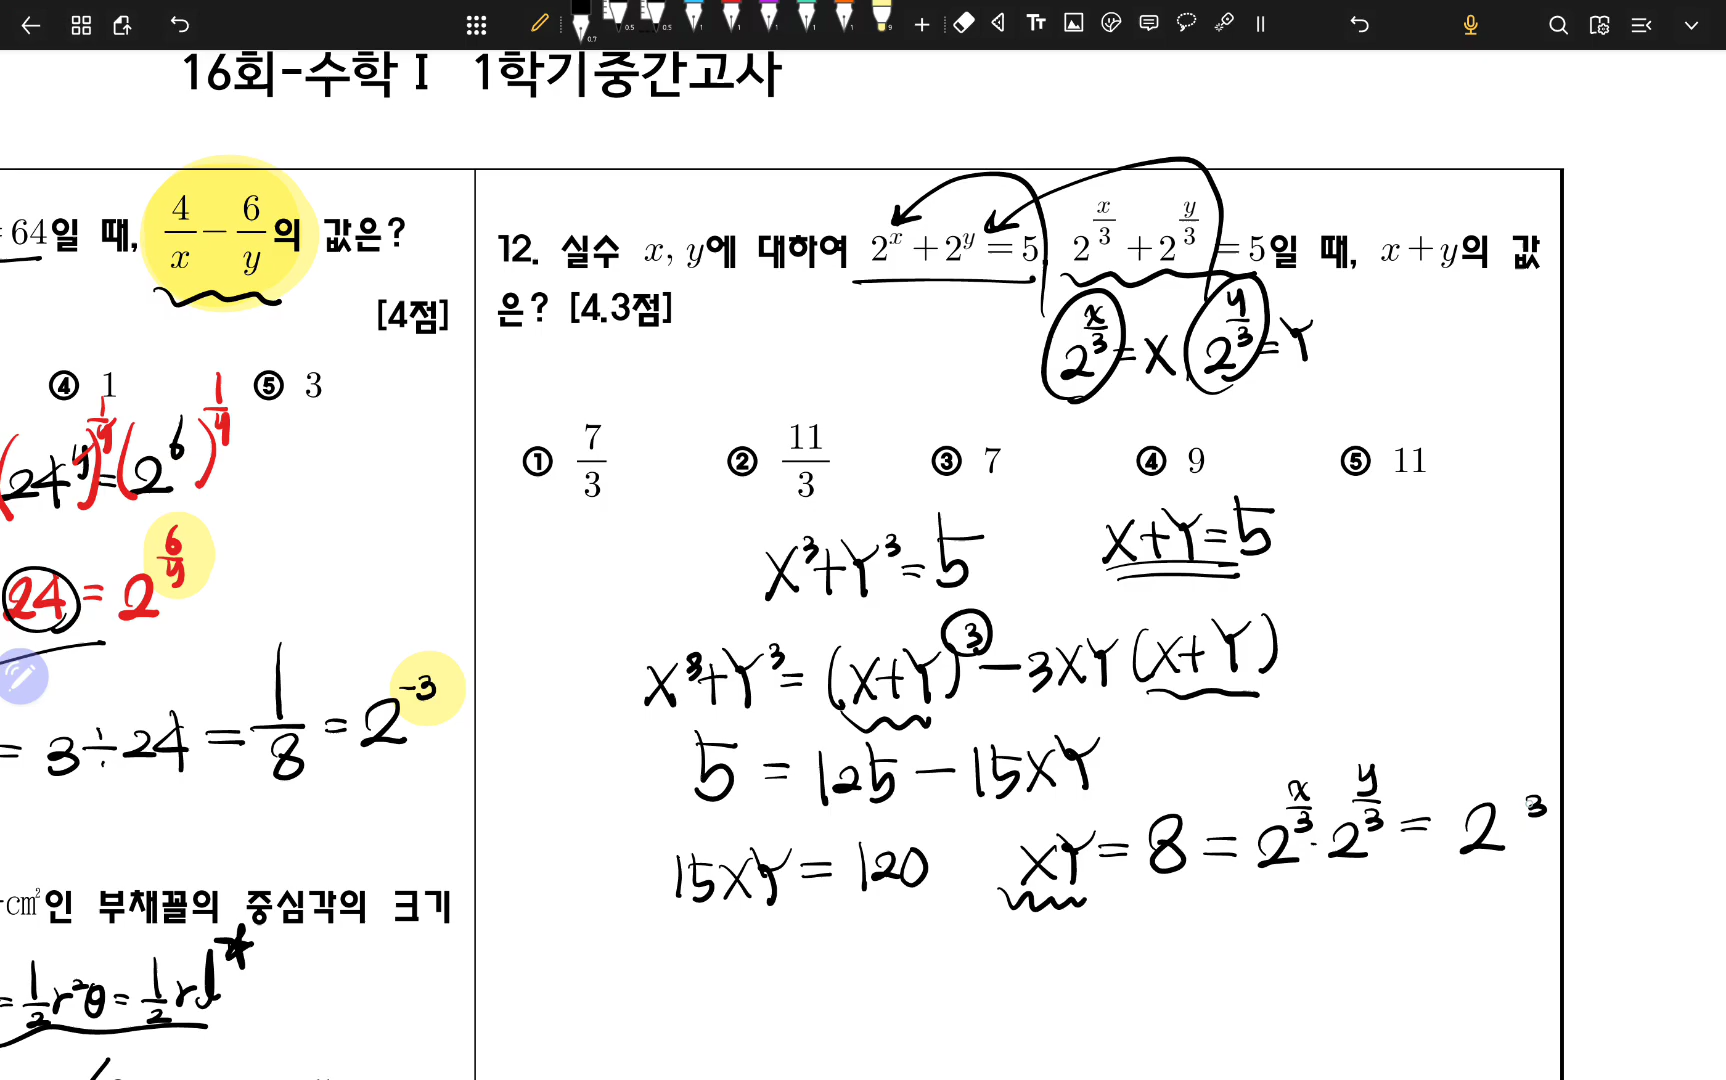 16회-수학Ⅰ 1학기중간고사
= 64일 때, 4/x - 6/y의 값은?
[4점]
④ 1 ⑤ 3
(24^y)^(1/y) = (2^6)^(1/y)
24 = 2^(6/y)
= 3÷24 = 1/8 = 2^(-3)
cm²인 부채꼴의 중심각의 크기
= 1/2 r²θ = 1/2 rl
12. 실수 x, y에 대하여 2^x + 2^y = 5, 2^(x/3) + 2^(y/3) = 5일 때, x+y의 값
은? [4.3점]
2^(x/3) = X 2^(y/3) = Y
① 7/3 ② 11/3 ③ 7 ④ 9 ⑤ 11
X³+Y³=5 X+Y=5
X³+Y³=(X+Y)³-3XY(X+Y)
5 = 125 - 15XY
15XY = 120 XY = 8 = 2^(x/3) · 2^(y/3) = 2^3